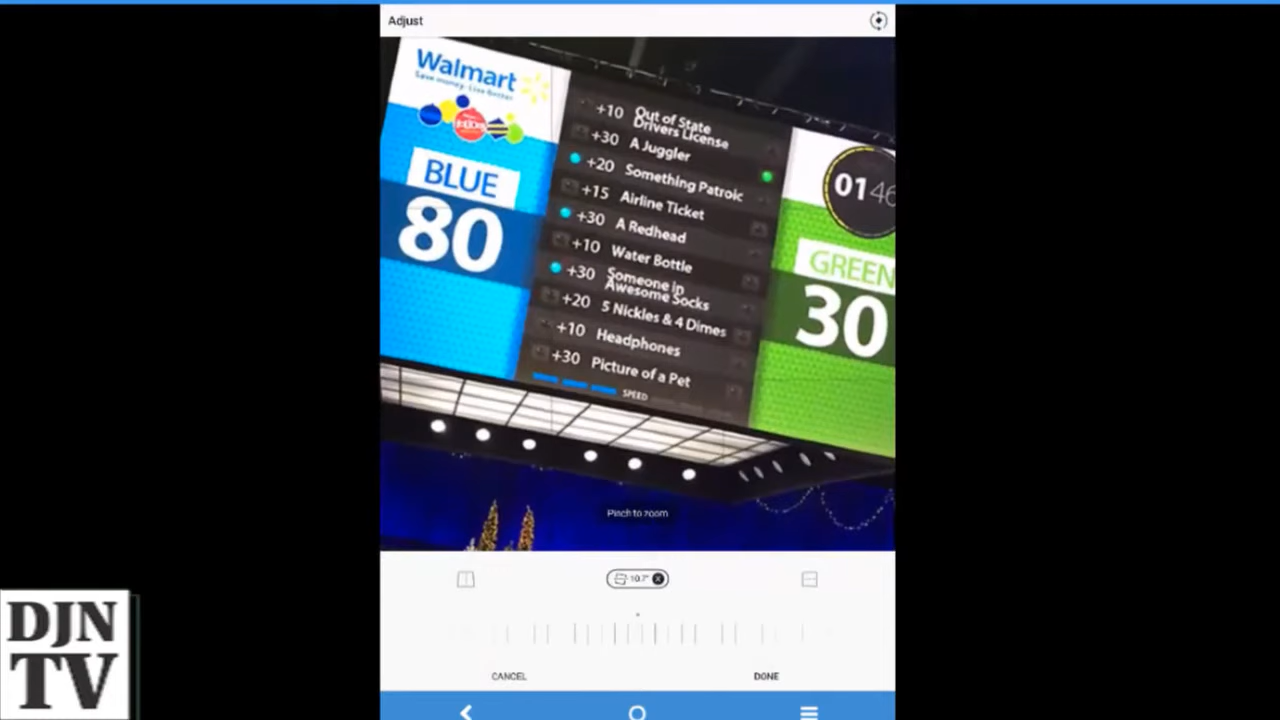 Adjust
Walmart
Save money. Live better.
BLUE
80
+10 Out of State
Drivers License
+30 A Juggler
+20 Something Patroic
+15 Airline Ticket
+30 A Redhead
+10 Water Bottle
+30 Someone in
Awesome Socks
+20 5 Nickles & 4 Dimes
+10 Headphones
+30 Picture of a Pet
SPEED
01 46
GREEN
30
Pinch to zoom
10.7°
CANCEL
DONE
DJN
TV